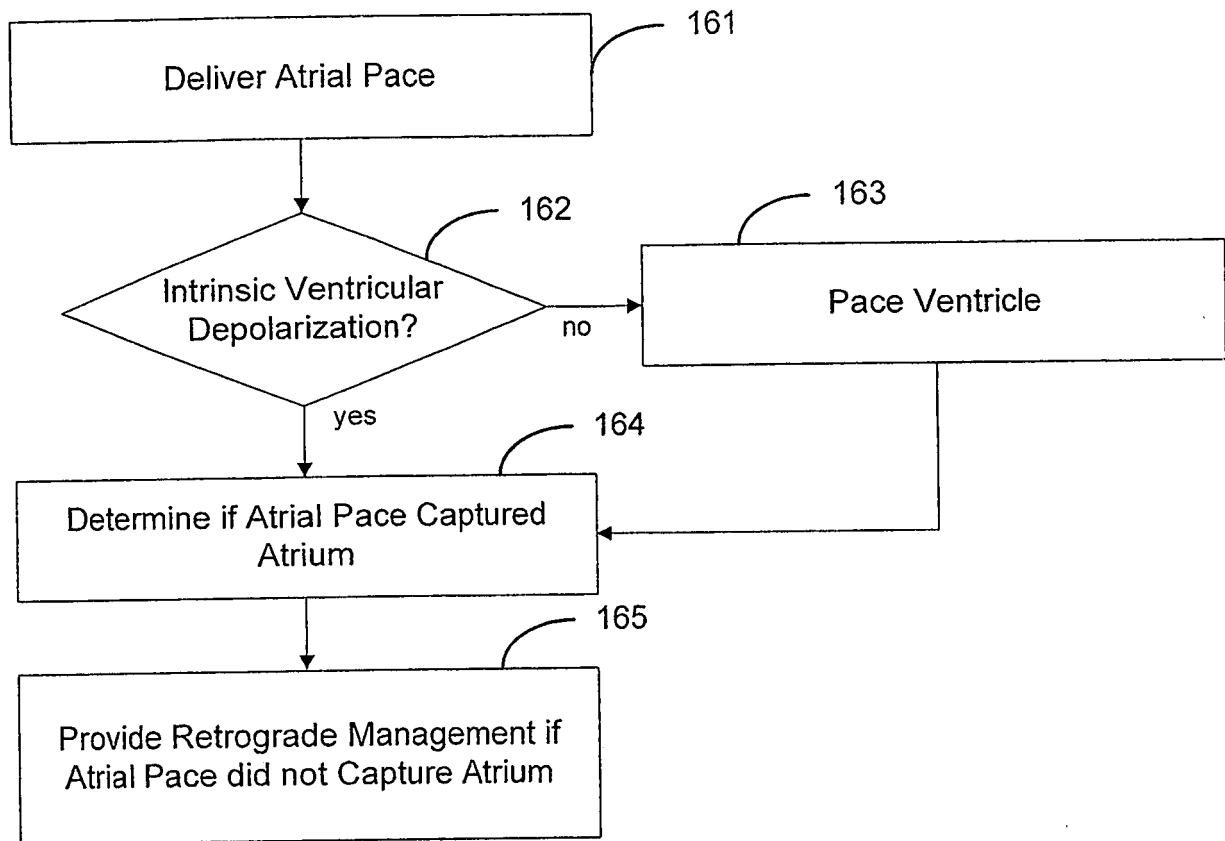 161
Deliver Atrial Pace
162
Intrinsic Ventricular
Depolarization?
no
163
Pace Ventricle
yes
164
Determine if Atrial Pace Captured
Atrium
165
Provide Retrograde Management if
Atrial Pace did not Capture Atrium